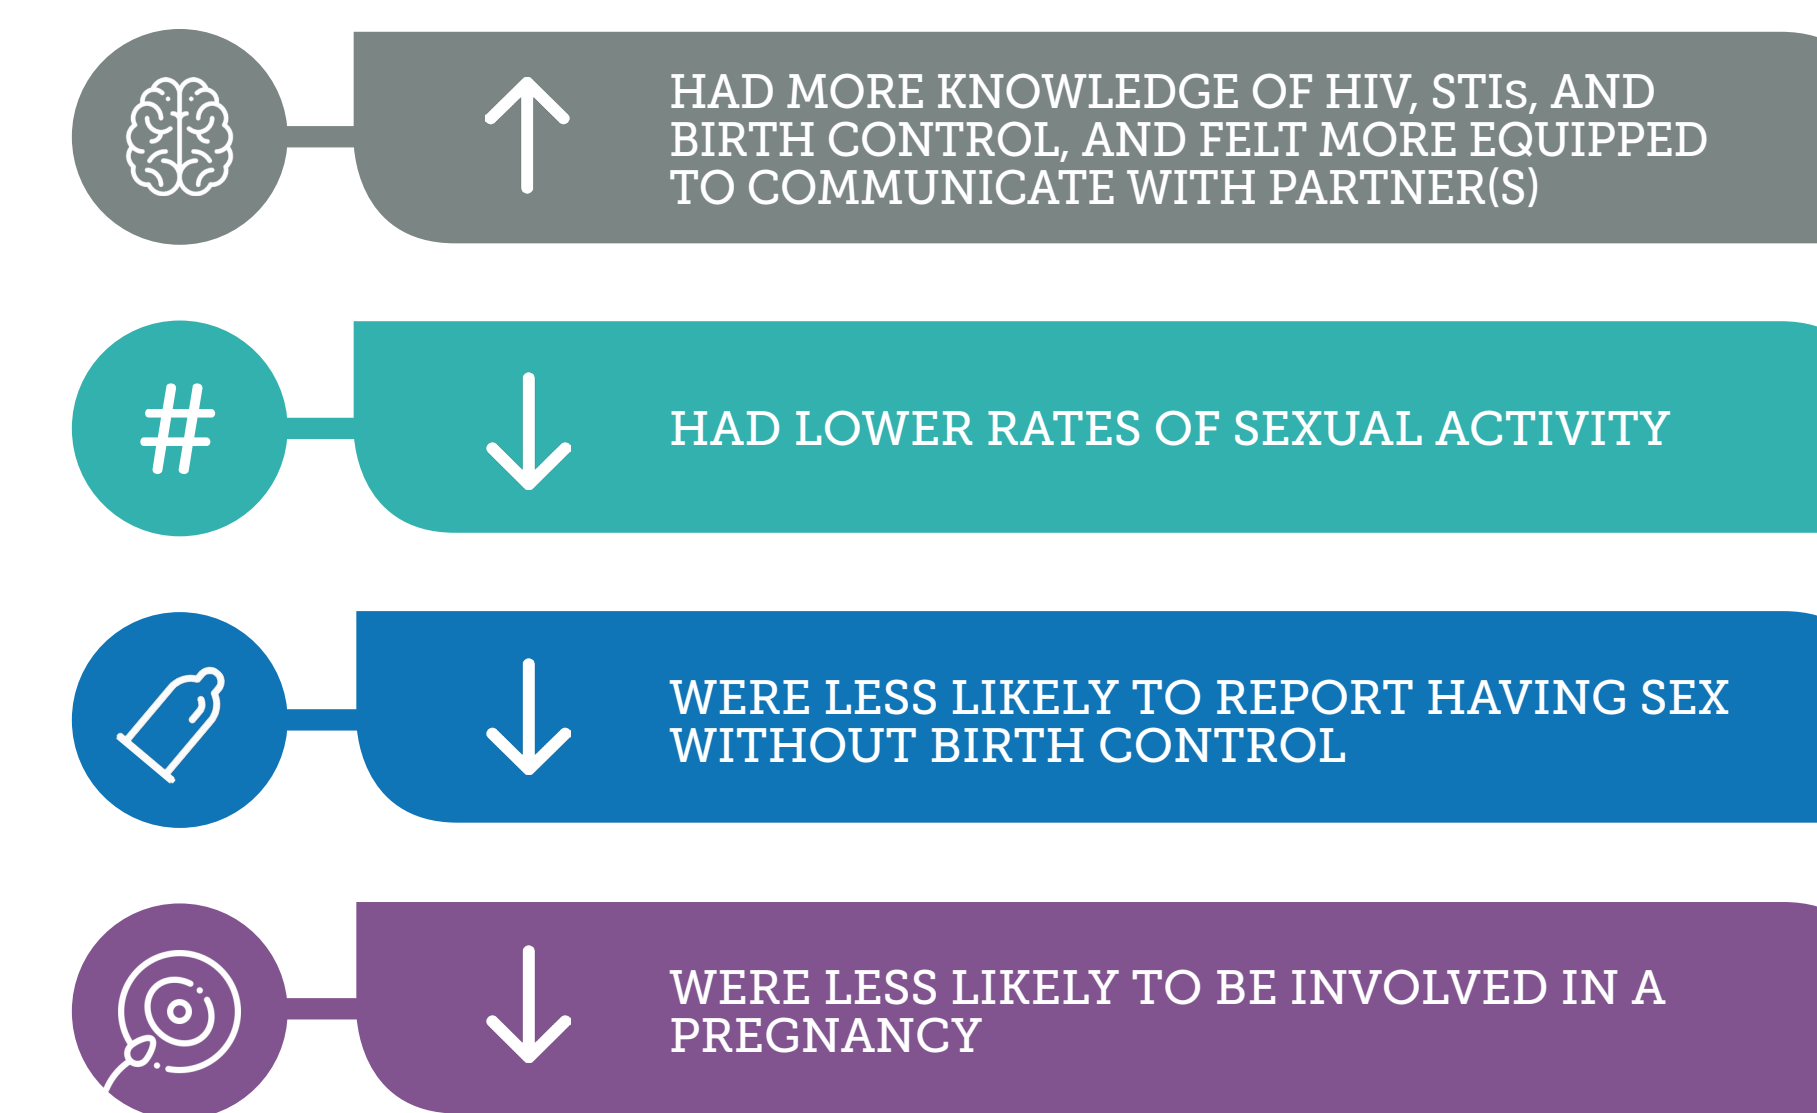 HAD MORE KNOWLEDGE OF HIV, STIs, AND
BIRTH CONTROL, AND FELT MORE EQUIPPED
TO COMMUNICATE WITH PARTNER(S)
#
HAD LOWER RATES OF SEXUAL ACTIVITY
WERE LESS LIKELY TO REPORT HAVING SEX
WITHOUT BIRTH CONTROL
WERE LESS LIKELY TO BE INVOLVED IN A
PREGNANCY